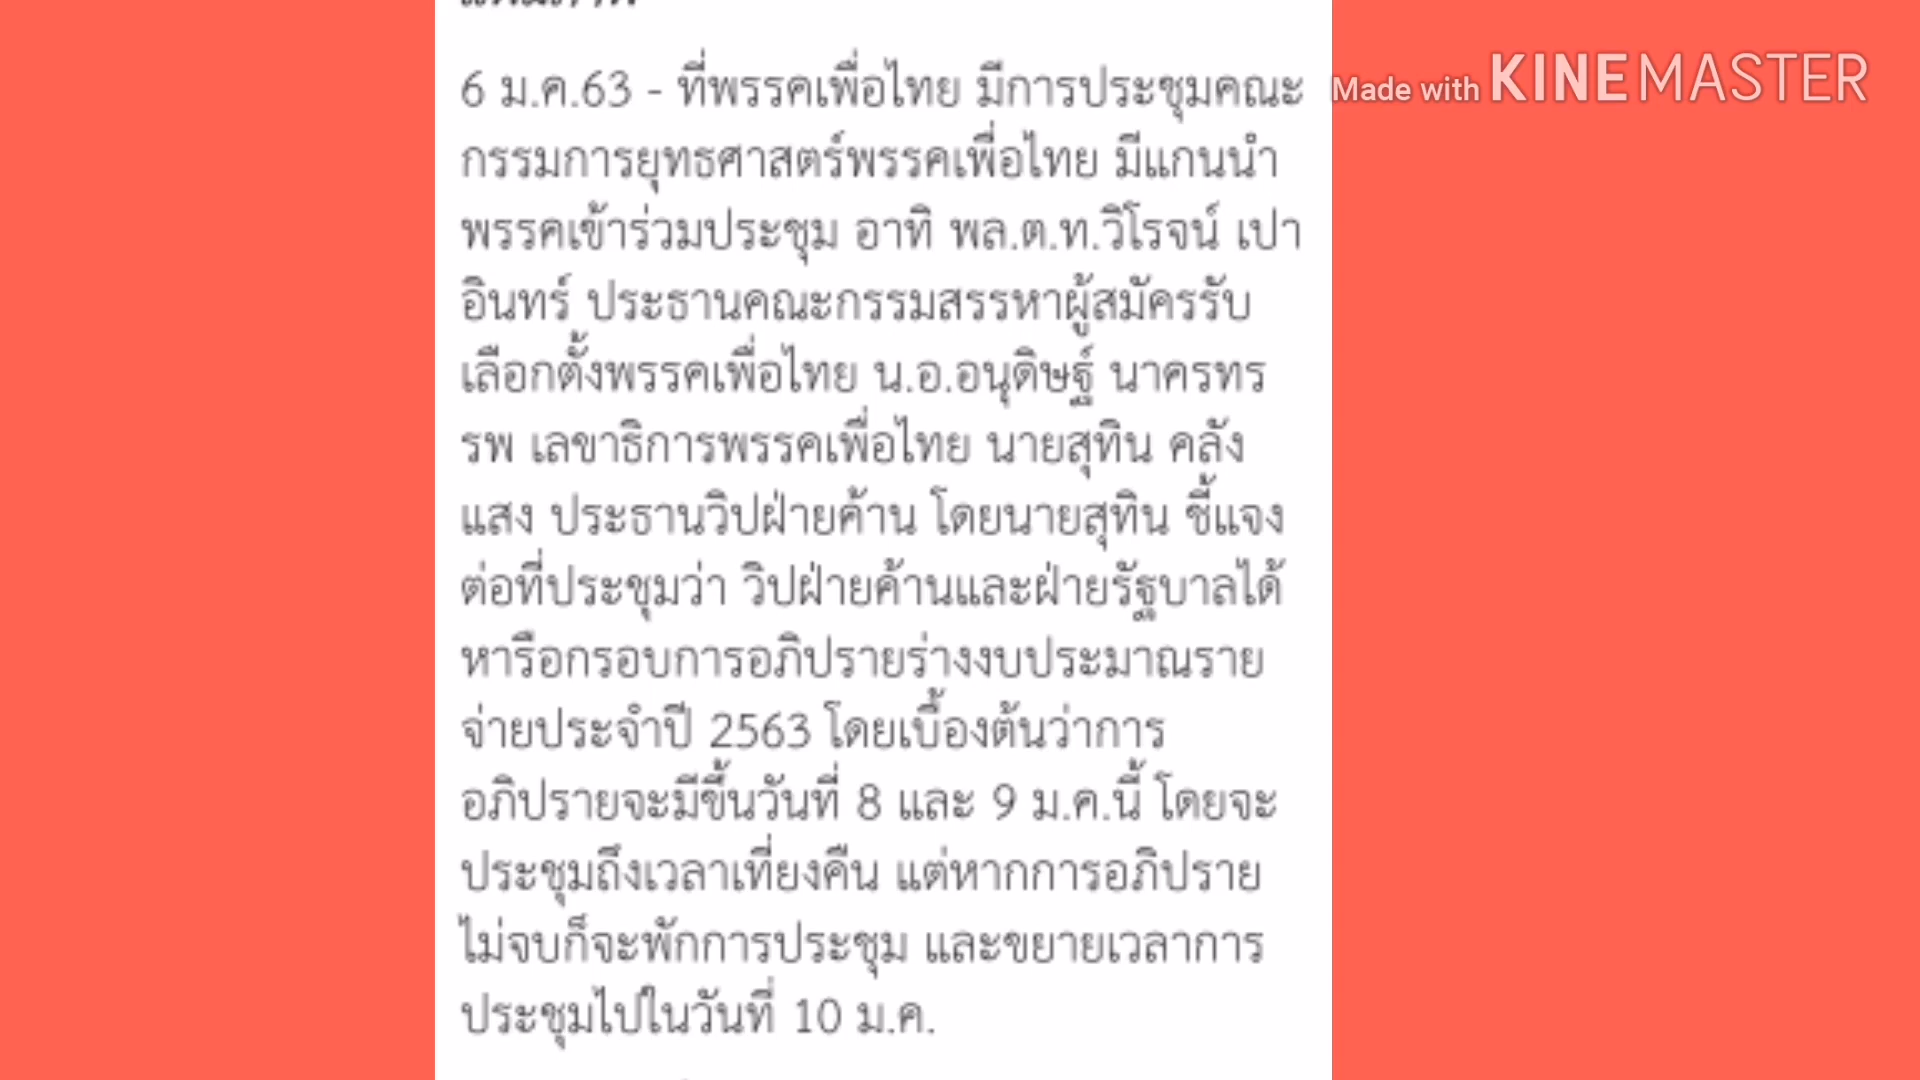 6 ม.ค.63 - ที่พรรคเพื่อไทย มีการประชุมคณะ
Made with KINEMASTER
กรรมการยุทธศาสตร์พรรคเพื่อไทย มีแกนนำ
พรรคเข้าร่วมประชุม อาทิ พล.ต.ท.วิโรจน์ เปา
อินทร์ ประธานคณะกรรมสรรหาผู้สมัครรับ
เลือกตั้งพรรคเพื่อไทย น.อ.อนุดิษฐ์ นาครทร
รพ เลขาธิการพรรคเพื่อไทย นายสุทิน คลัง
แสง ประธานวิปฝ่ายค้าน โดยนายสุทิน ชี้แจง
ต่อที่ประชุมว่า วิปฝ่ายค้านและฝ่ายรัฐบาลได้
หารือกรอบการอภิปรายร่างงบประมาณราย
จ่ายประจำปี 2563 โดยเบื้องต้นว่าการ
อภิปรายจะมีขึ้นวันที่ 8 และ 9 ม.ค.นี้ โดยจะ
ประชุมถึงเวลาเที่ยงคืน แต่หากการอภิปราย
ไม่จบก็จะพักการประชุม และขยายเวลาการ
ประชุมไปในวันที่ 10 ม.ค.